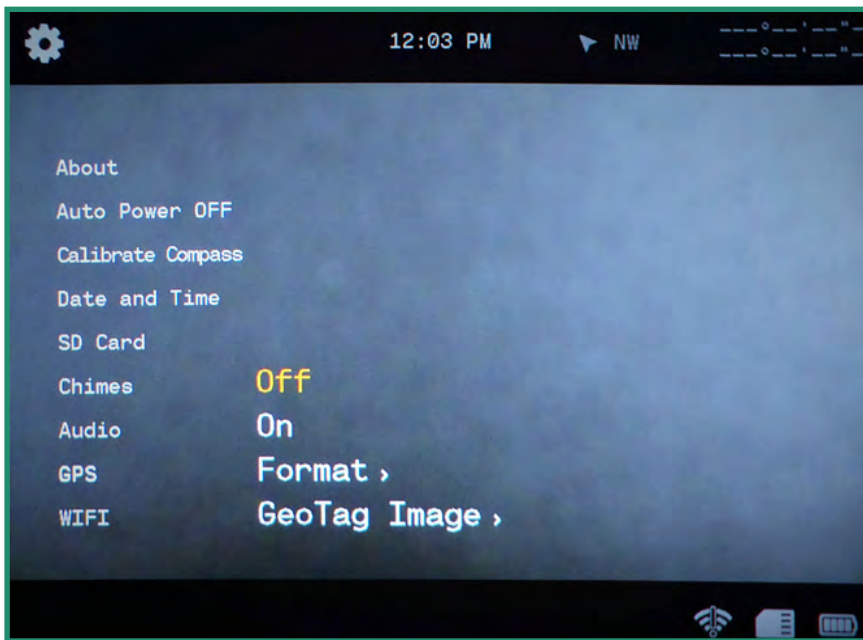 12:03 PM NW ---°--'--"-
---°--'--"-
About
Auto Power OFF
Calibrate Compass
Date and Time
SD Card
Chimes Off
Audio On
GPS Format ›
WIFI GeoTag Image ›